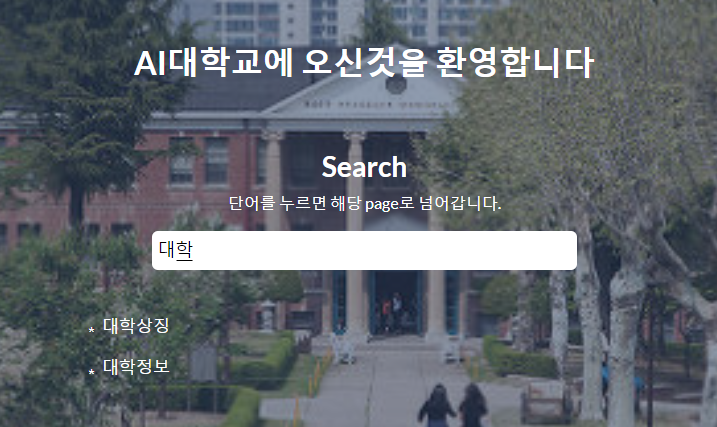 AI대학교에 오신것을 환영합니다
Search
단어를 누르면 해당 page로 넘어갑니다.
대학
* 대학상징
* 대학정보